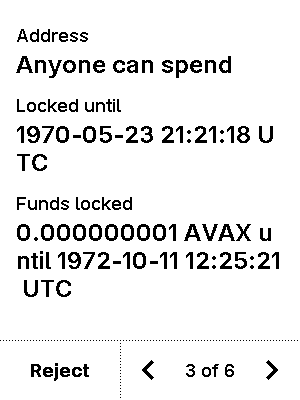 Address
Anyone can spend
Locked until
1970-05-23 21:21:18 U
TC
Funds locked
0.000000001 AVAX u
ntil 1972-10-11 12:25:21
UTC
Reject
3 of 6